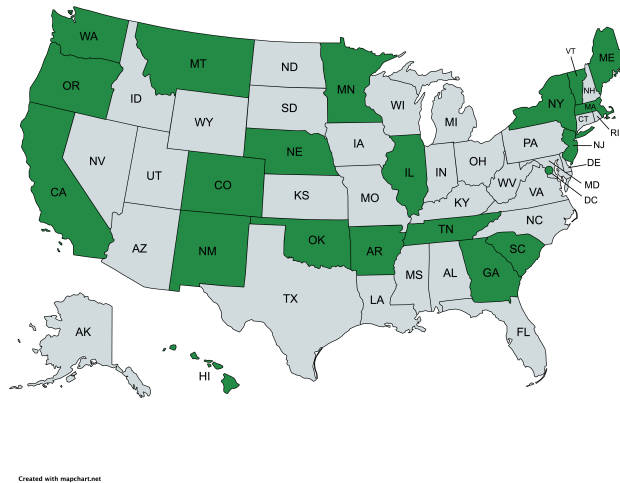 WA
MT
ND
MN
VT
ME
OR
ID
SD
WI
MI
NY
NH
MA
CT
RI
WY
NE
IA
PA
NJ
NV
UT
CO
IL
IN
OH
DE
CA
KS
MO
KY
WV
VA
MD
DC
AZ
NM
OK
AR
TN
NC
SC
TX
LA
MS
AL
GA
FL
AK
HI
Created with mapchart.net